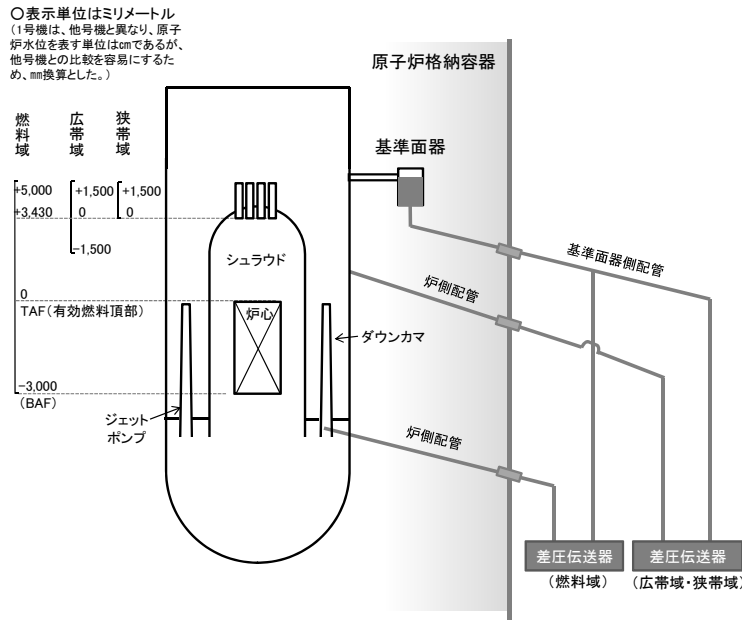 ○表示単位はミリメートル
（1号機は、他号機と異なり、原子
炉水位を表す単位は㎝であるが、
他号機との比較を容易にするた
め、㎜換算とした。）
原子炉格納容器
燃料域
広帯域
狭帯域
基準面器
+5,000
+1,500
+1,500
+3,430
0
0
−1,500
シュラウド
基準面器側配管
炉側配管
0
TAF（有効燃料頂部）
炉心
ダウンカマ
−3,000
（BAF）
ジェット
ポンプ
炉側配管
差圧伝送器
差圧伝送器
（燃料域）
（広帯域・狭帯域）